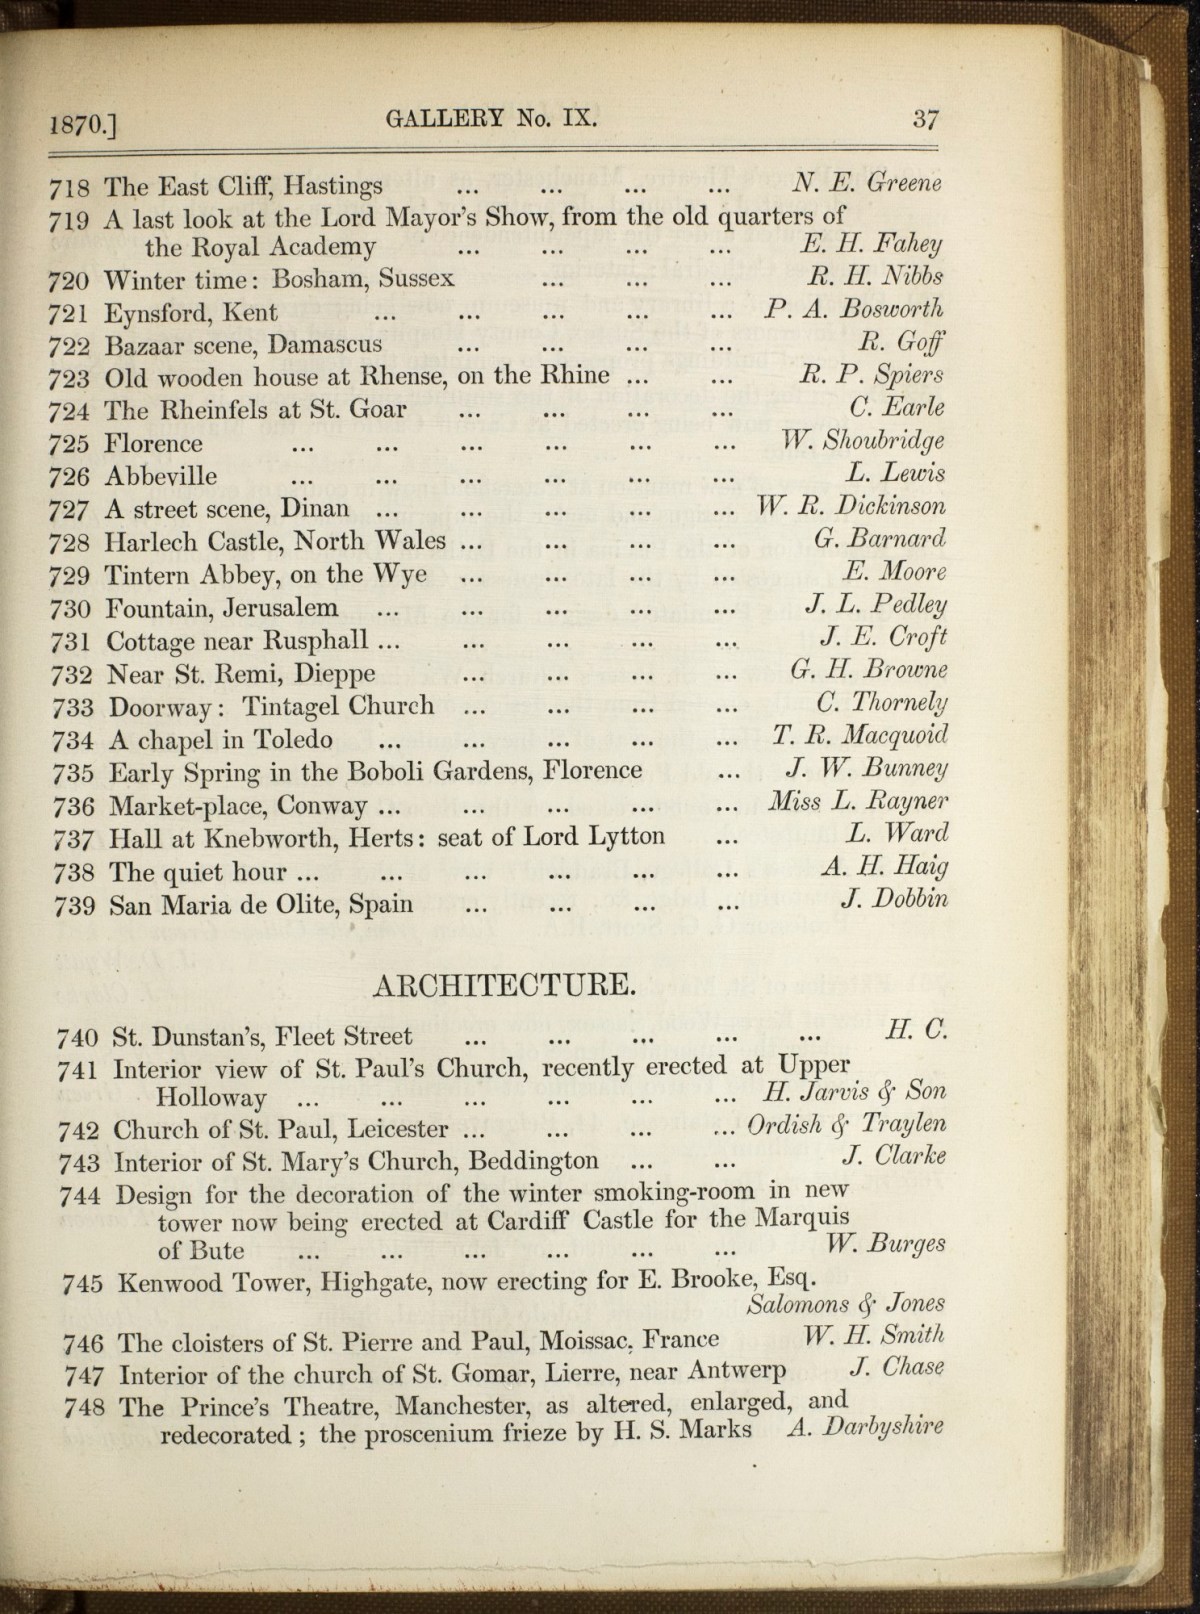 1870.] GALLERY No. IX. 37
718 The East Cliff, Hastings ... ... ... ... N. E. Greene
719 A last look at the Lord Mayor's Show, from the old quarters of
the Royal Academy ... ... ... ... E. H. Fahey
720 Winter time: Bosham, Sussex ... ... ... R. H. Nibbs
721 Eynsford, Kent ... ... ... ... ... P. A. Bosworth
722 Bazaar scene, Damascus ... ... ... ... R. Goff
723 Old wooden house at Rhense, on the Rhine ... ... R. P. Spiers
724 The Rheinfels at St. Goar ... ... ... ... C. Earle
725 Florence ... ... ... ... ... ... W. Shoubridge
726 Abbeville ... ... ... ... ... ... L. Lewis
727 A street scene, Dinan ... ... ... ... ... W. R. Dickinson
728 Harlech Castle, North Wales ... ... ... ... G. Barnard
729 Tintern Abbey, on the Wye ... ... ... ... E. Moore
730 Fountain, Jerusalem ... ... ... ... ... J. L. Pedley
731 Cottage near Rusphall ... ... ... ... ... J. E. Croft
732 Near St. Remi, Dieppe ... ... ... ... G. H. Browne
733 Doorway: Tintagel Church ... ... ... ... C. Thornely
734 A chapel in Toledo ... ... ... ... ... T. R. Macquoid
735 Early Spring in the Boboli Gardens, Florence ... J. W. Bunney
736 Market-place, Conway ... ... ... ... ... Miss L. Rayner
737 Hall at Knebworth, Herts: seat of Lord Lytton ... L. Ward
738 The quiet hour ... ... ... ... ... ... A. H. Haig
739 San Maria de Olite, Spain ... ... ... ... J. Dobbin
ARCHITECTURE.
740 St. Dunstan's, Fleet Street ... ... ... ... ... H. C.
741 Interior view of St. Paul's Church, recently erected at Upper
Holloway ... ... ... ... ... ... H. Jarvis & Son
742 Church of St. Paul, Leicester ... ... ... ... Ordish & Traylen
743 Interior of St. Mary's Church, Beddington ... ... J. Clarke
744 Design for the decoration of the winter smoking-room in new
tower now being erected at Cardiff Castle for the Marquis
of Bute ... ... ... ... ... ... W. Burges
745 Kenwood Tower, Highgate, now erecting for E. Brooke, Esq.
Salomons & Jones
746 The cloisters of St. Pierre and Paul, Moissac, France W. H. Smith
747 Interior of the church of St. Gomar, Lierre, near Antwerp J. Chase
748 The Prince's Theatre, Manchester, as altered, enlarged, and
redecorated; the proscenium frieze by H. S. Marks A. Darbyshire